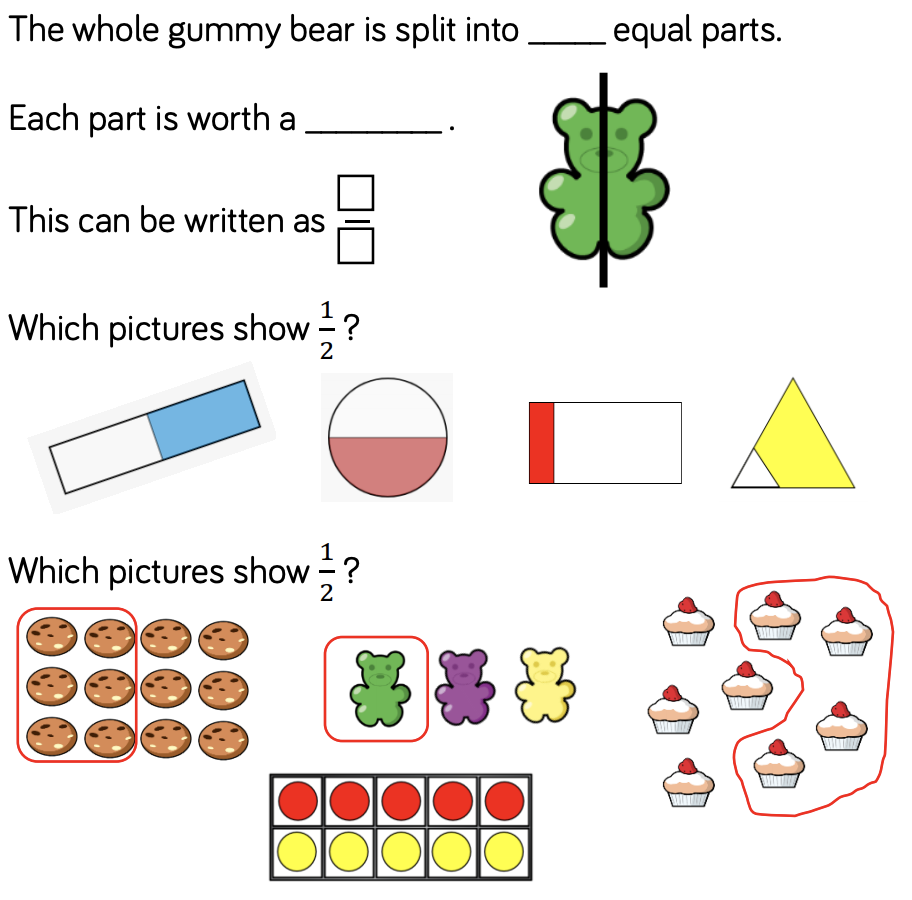 The whole gummy bear is split into _____ equal parts.
Each part is worth a _________ .
This can be written as □/□
Which pictures show 1/2 ?
Which pictures show 1/2 ?